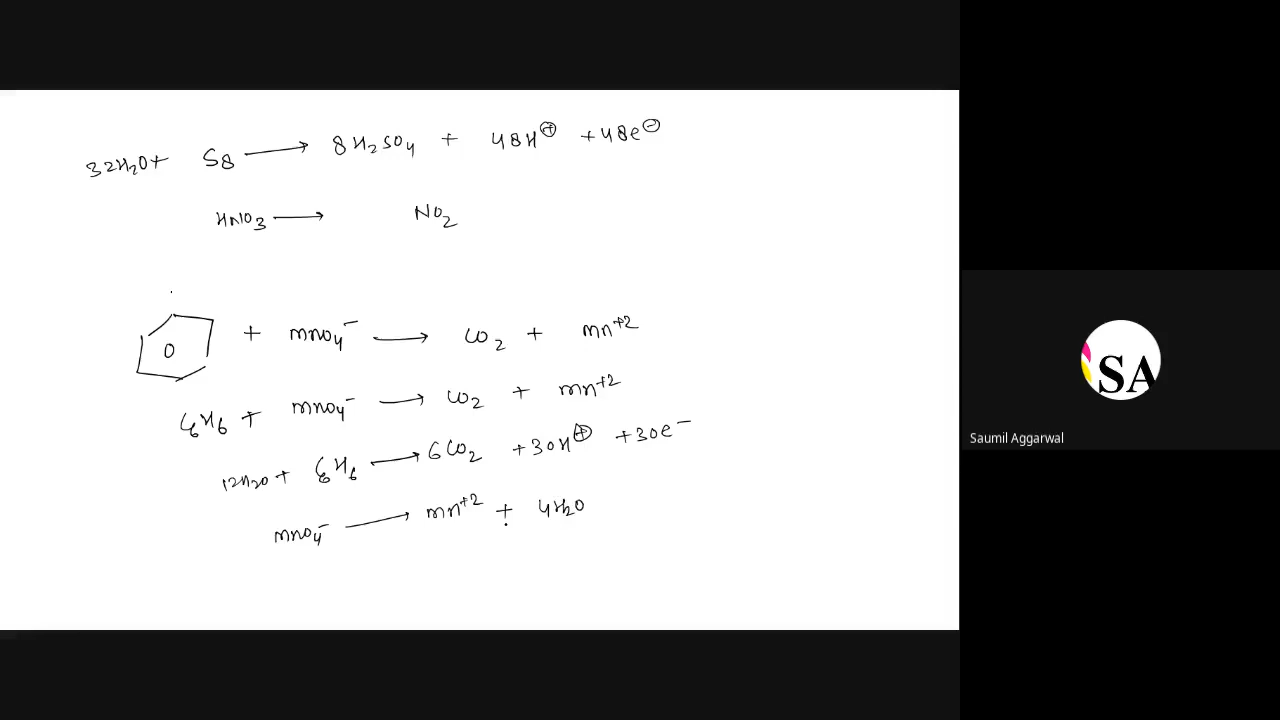 32H₂O + S8 ⟶ 8H₂SO₄ + 48H⊕ + 48e⊖
HNO₃ ⟶ NO₂
+ mno₄⁻ ⟶ CO₂ + mn⁺²
C₆H₆ + mno₄⁻ ⟶ CO₂ + mn⁺²
12H₂O + C₆H₆ ⟶ 6CO₂ + 30H⊕ + 30e⁻
mno₄⁻ ⟶ mn⁺² + 4H₂O
SA
Saumil Aggarwal